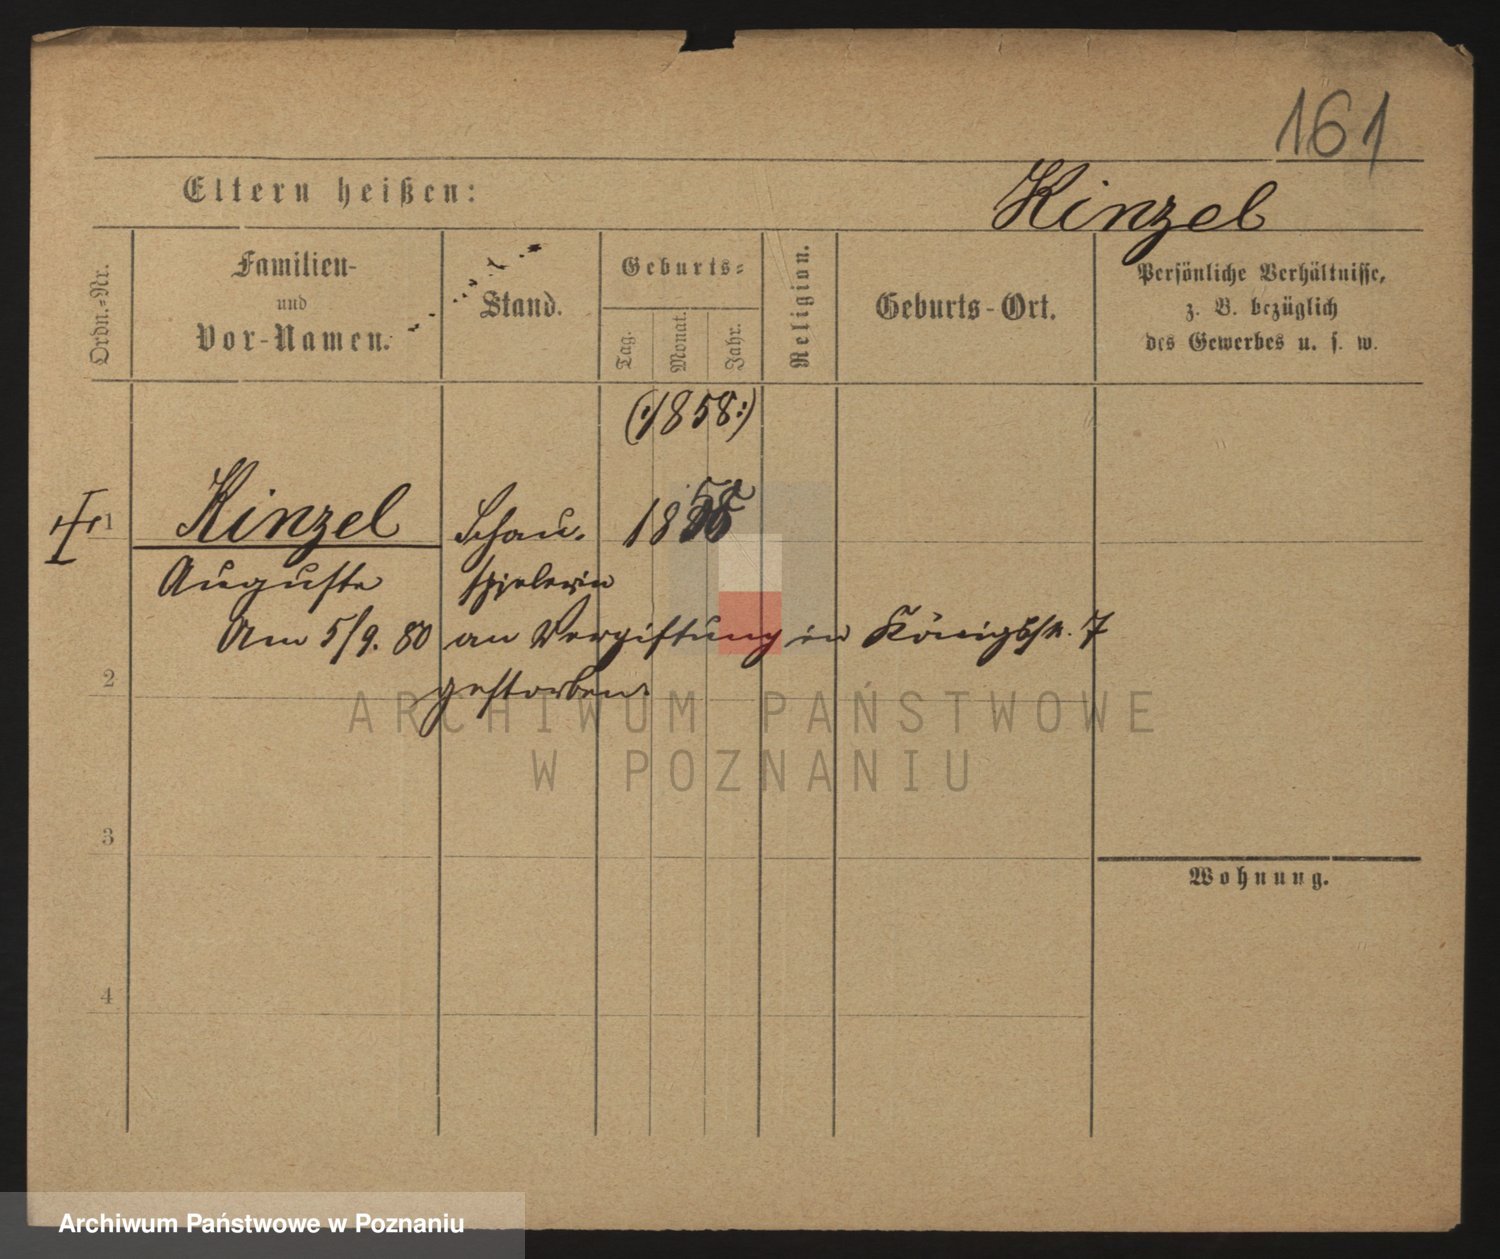 161
Eltern heißen:
Kinzel
Ordn.-Nr.
Familien-
und
Vor-Namen.
Stand.
Geburts-
Tag.
Monat.
Jahr.
Religion.
Geburts-Ort.
Persönliche Verhältnisse,
z. B. bezüglich
des Gewerbes u. s. w.
(:1858:)
1 Kinzel Schau- 1858
Auguste spielerin
Am 5/9. 80 an Vergiftung in Königsstr. 7
2
gestorben.
ARCHIWUM PAŃSTWOWE
W POZNANIU
3
Wohnung.
4
Archiwum Państwowe w Poznaniu